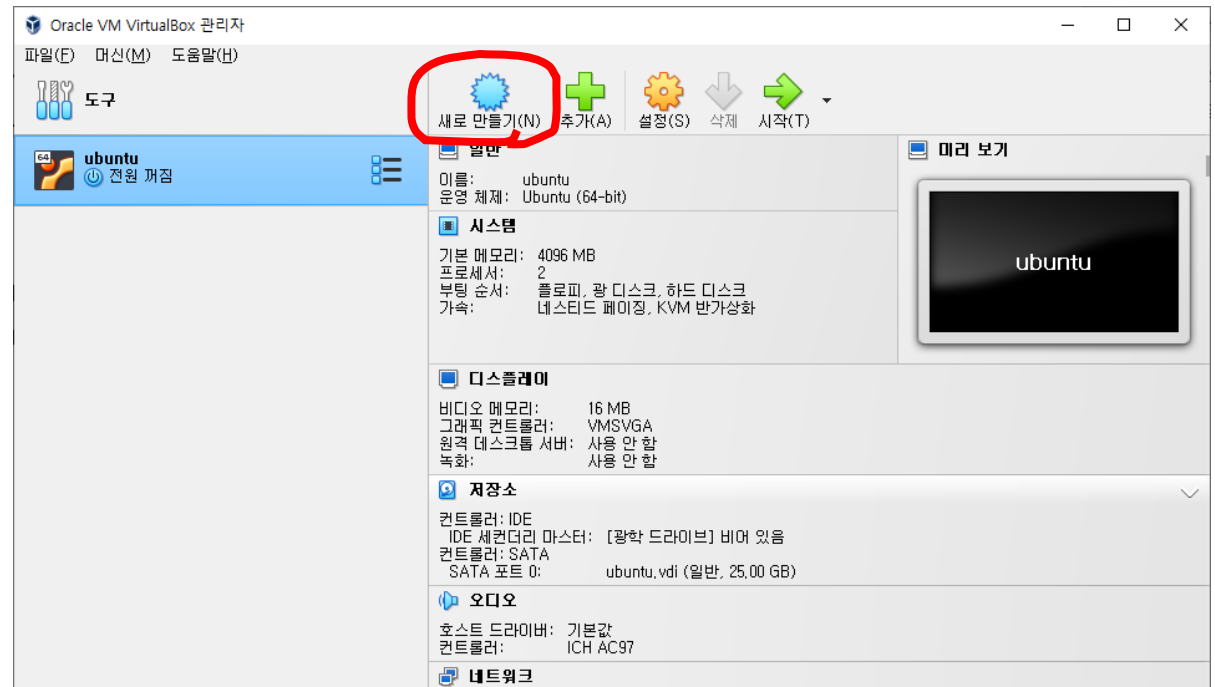 Oracle VM VirtualBox 관리자
파일(F) 머신(M) 도움말(H)
도구
새로 만들기(N) 추가(A) 설정(S) 삭제 시작(T)
64 ubuntu
전원 꺼짐
일반
이름: ubuntu
운영 체제: Ubuntu (64-bit)
시스템
기본 메모리: 4096 MB
프로세서: 2
부팅 순서: 플로피, 광 디스크, 하드 디스크
가속: 네스티드 페이징, KVM 반가상화
미리 보기
ubuntu
디스플레이
비디오 메모리: 16 MB
그래픽 컨트롤러: VMSVGA
원격 데스크톱 서버: 사용 안 함
녹화: 사용 안 함
저장소
컨트롤러: IDE
IDE 세컨더리 마스터: [광학 드라이브] 비어 있음
컨트롤러: SATA
SATA 포트 0: ubuntu.vdi (일반, 25,00 GB)
오디오
호스트 드라이버: 기본값
컨트롤러: ICH AC97
네트워크